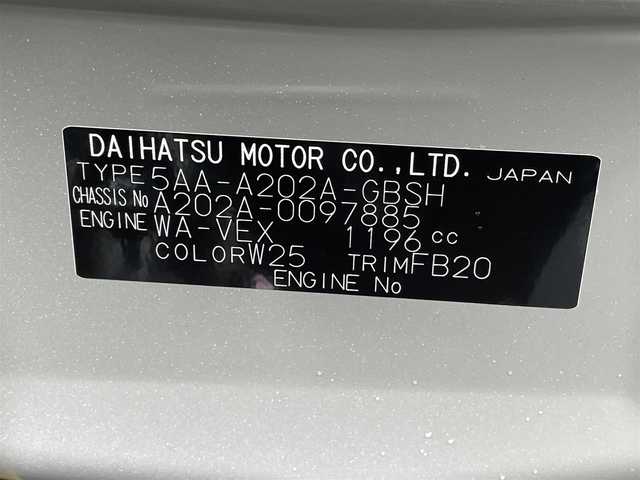 DAIHATSU MOTOR CO.,LTD. JAPAN
TYPE 5AA-A202A-GBSH
CHASSIS No A202A-0097885
ENGINE WA-VEX 1196 cc
COLOR W25 TRIM FB20
ENGINE No